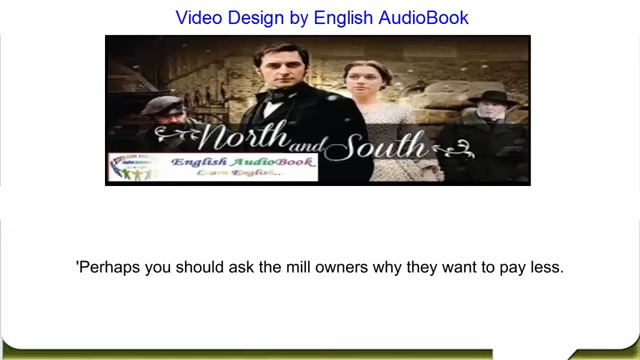 Video Design by English AudioBook
North and South
English AudioBook
Learn English...
'Perhaps you should ask the mill owners why they want to pay less.